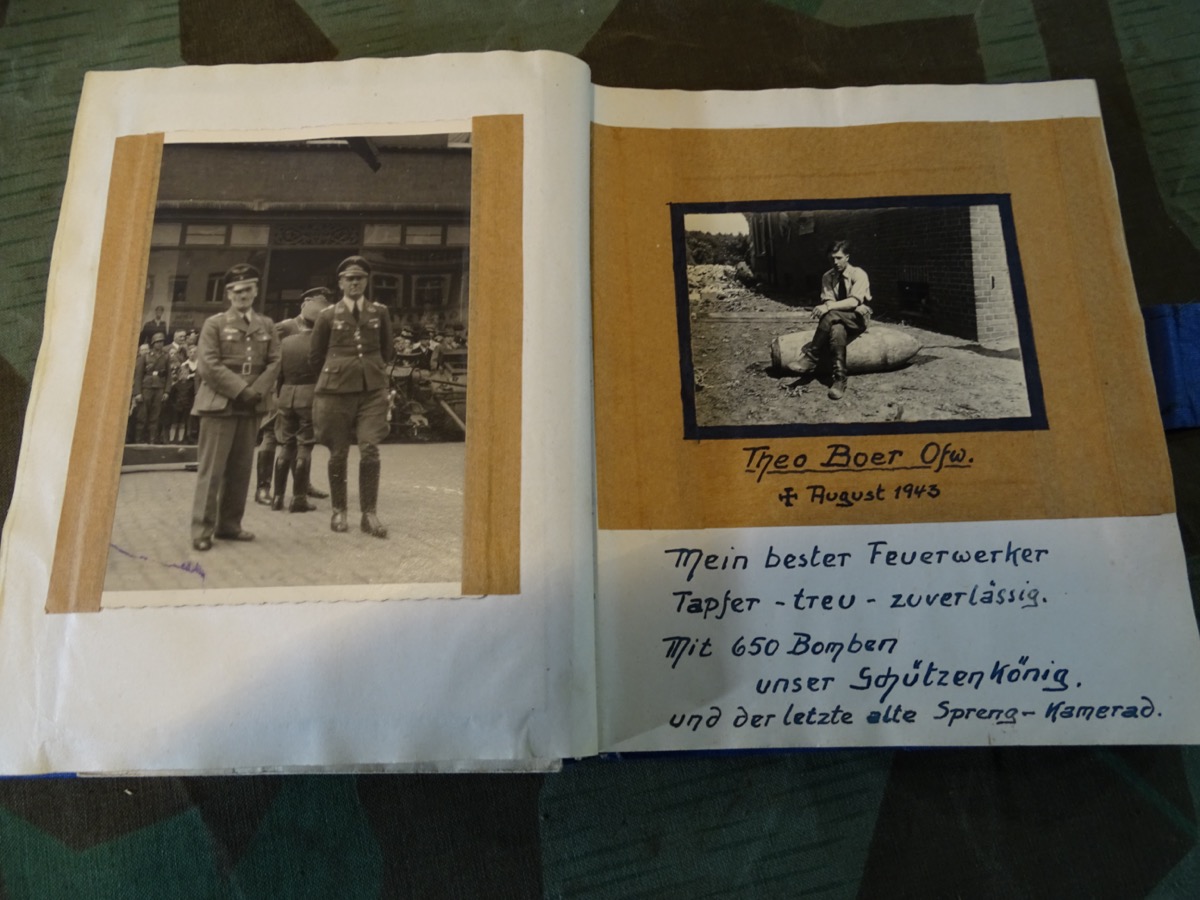 Theo Boer Ofw.
✠ August 1943
Mein bester Feuerwerker
Tapfer - treu - zuverlässig.
Mit 650 Bomben
unser Schützenkönig.
und der letzte alte Spreng-Kamerad.